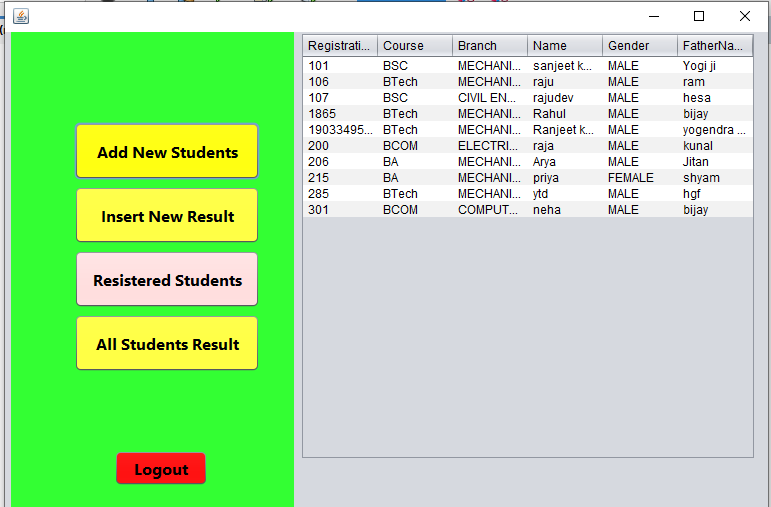 Add New Students
Insert New Result
Resistered Students
All Students Result
Logout
Registrati... Course Branch Name Gender FatherNa...
101 BSC MECHANI... sanjeet k... MALE Yogi ji
106 BTech MECHANI... raju MALE ram
107 BSC CIVIL EN... rajudev MALE hesa
1865 BTech MECHANI... Rahul MALE bijay
19033495... BTech MECHANI... Ranjeet k... MALE yogendra ...
200 BCOM ELECTRI... raja MALE kunal
206 BA MECHANI... Arya MALE Jitan
215 BA MECHANI... priya FEMALE shyam
285 BTech MECHANI... ytd MALE hgf
301 BCOM COMPUT... neha MALE bijay